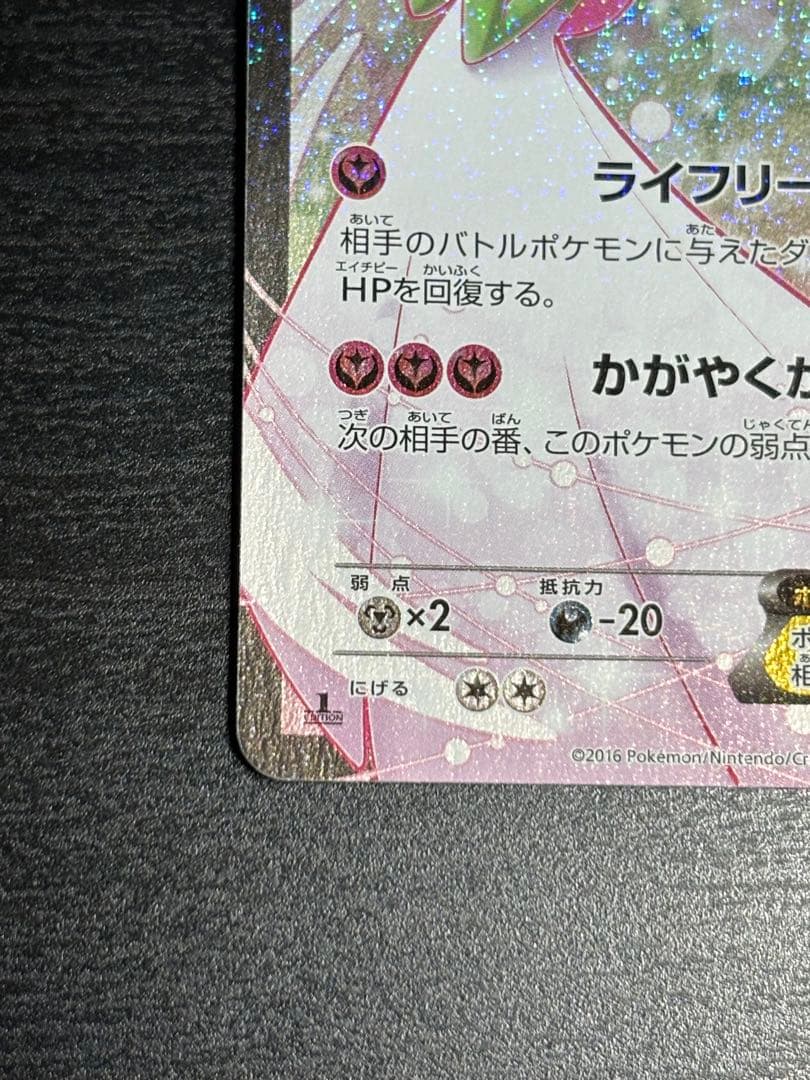 ライフリー
あいて あた
相手のバトルポケモンに与えたダ
エイチピー かいふく
HPを回復する。
かがやくか
つぎ あいて ばん じゃくてん
次の相手の番、このポケモンの弱点
弱点 抵抗力
×2 -20
ポ
相
にげる
1 EDITION
©2016 Pokémon/Nintendo/Cr